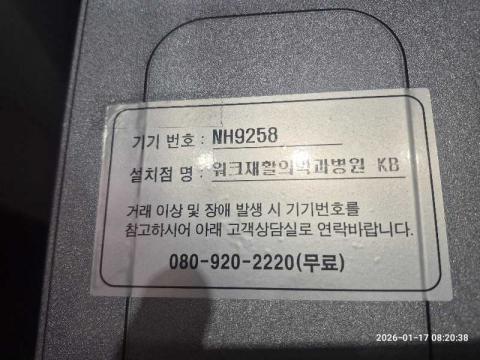 기기 번호 : NH9258
설치점 명 : 워크재활의학과병원 KB
거래 이상 및 장애 발생 시 기기번호를
참고하시어 아래 고객상담실로 연락바랍니다.
080-920-2220(무료)
2026-01-17 08:20:38